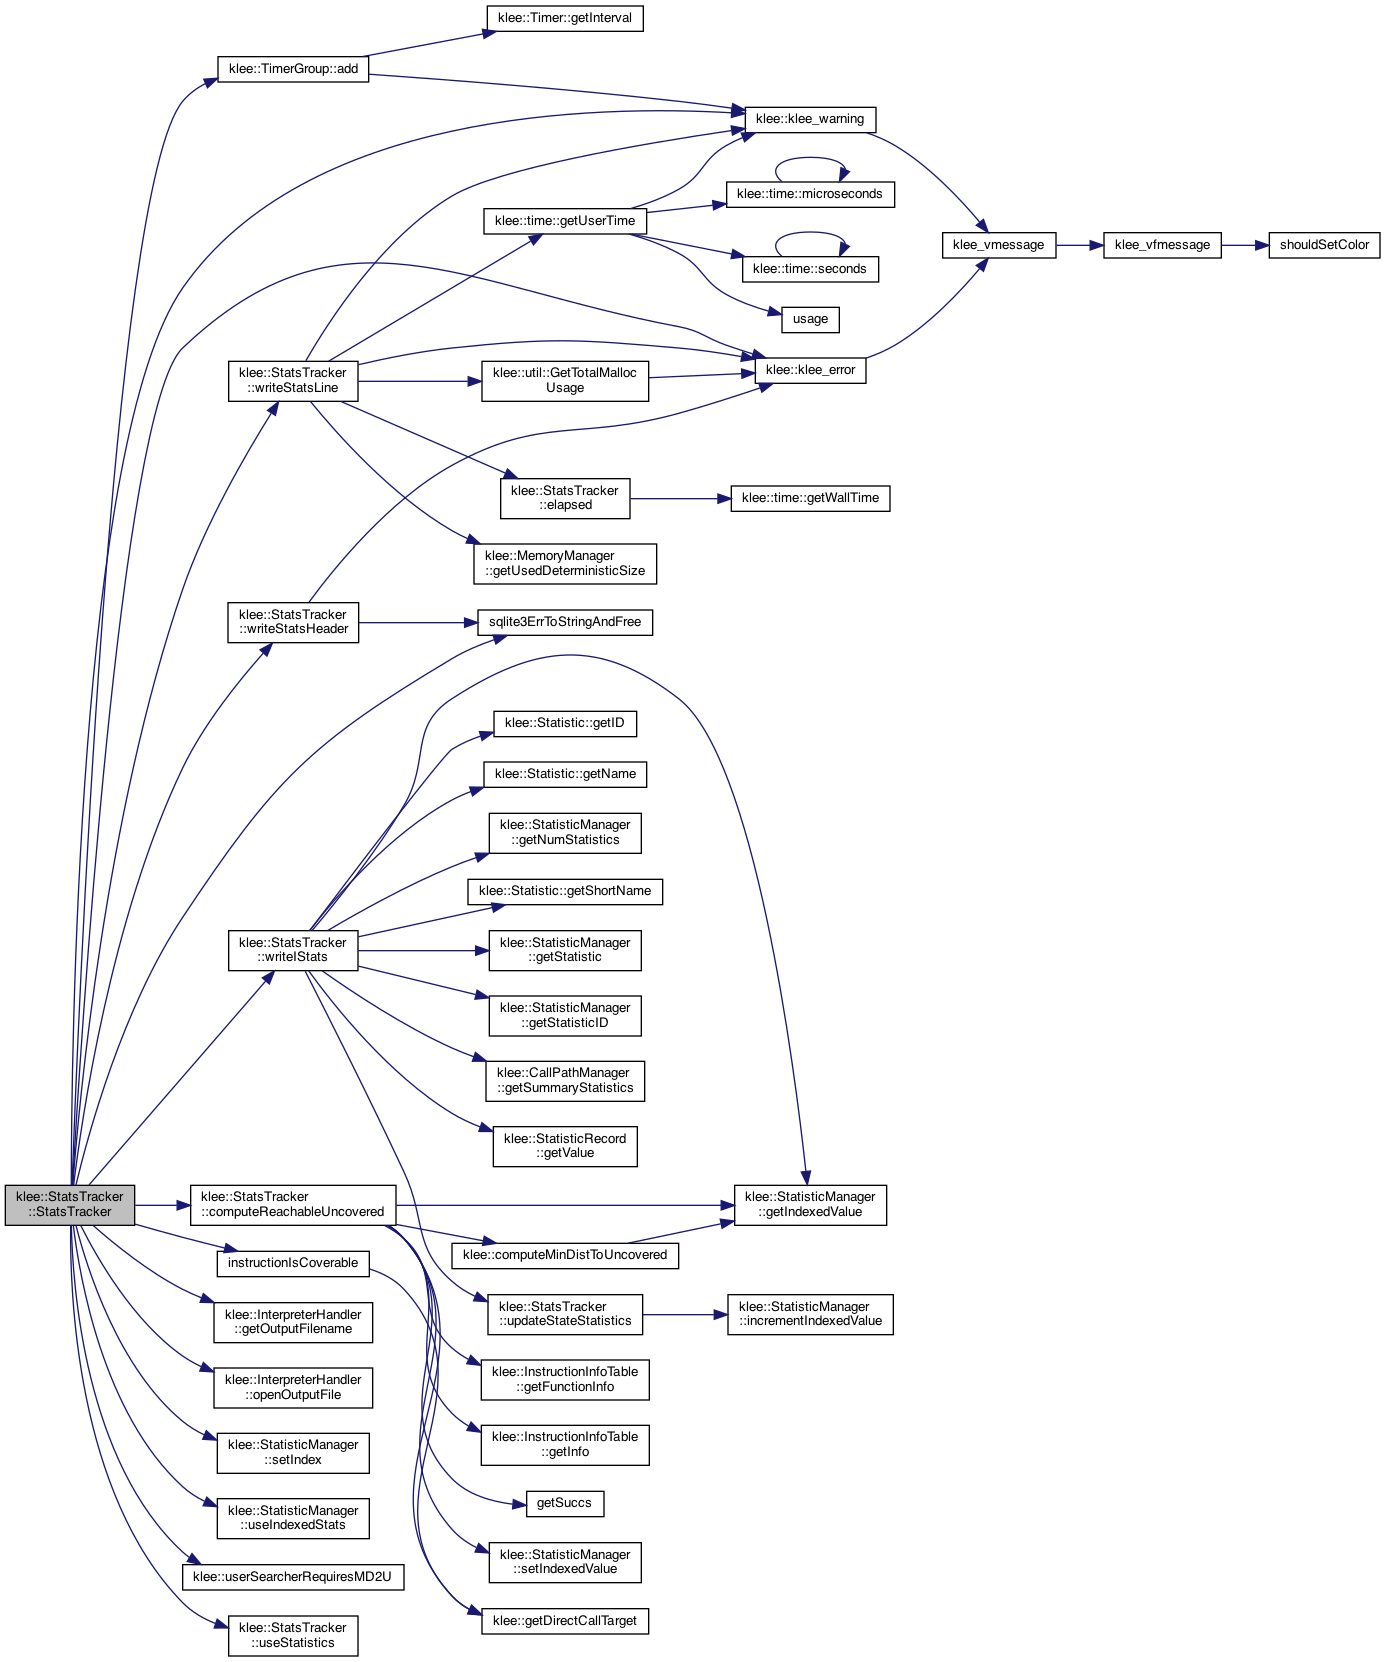 klee::Timer::getInterval
klee::TimerGroup::add
klee::klee_warning
klee::time::microseconds
klee::time::getUserTime
klee_vmessage
klee_vfmessage
shouldSetColor
klee::time::seconds
usage
klee::StatsTracker
::writeStatsLine
klee::util::GetTotalMalloc
Usage
klee::klee_error
klee::StatsTracker
::elapsed
klee::time::getWallTime
klee::MemoryManager
::getUsedDeterministicSize
klee::StatsTracker
::writeStatsHeader
sqlite3ErrToStringAndFree
klee::Statistic::getID
klee::Statistic::getName
klee::StatisticManager
::getNumStatistics
klee::Statistic::getShortName
klee::StatsTracker
::writeIStats
klee::StatisticManager
::getStatistic
klee::StatisticManager
::getStatisticID
klee::CallPathManager
::getSummaryStatistics
klee::StatisticRecord
::getValue
klee::StatsTracker
::StatsTracker
klee::StatsTracker
::computeReachableUncovered
klee::StatisticManager
::getIndexedValue
klee::computeMinDistToUncovered
instructionIsCoverable
klee::StatsTracker
::updateStateStatistics
klee::StatisticManager
::incrementIndexedValue
klee::InterpreterHandler
::getOutputFilename
klee::InstructionInfoTable
::getFunctionInfo
klee::InterpreterHandler
::openOutputFile
klee::InstructionInfoTable
::getInfo
klee::StatisticManager
::setIndex
getSuccs
klee::StatisticManager
::useIndexedStats
klee::StatisticManager
::setIndexedValue
klee::userSearcherRequiresMD2U
klee::getDirectCallTarget
klee::StatsTracker
::useStatistics